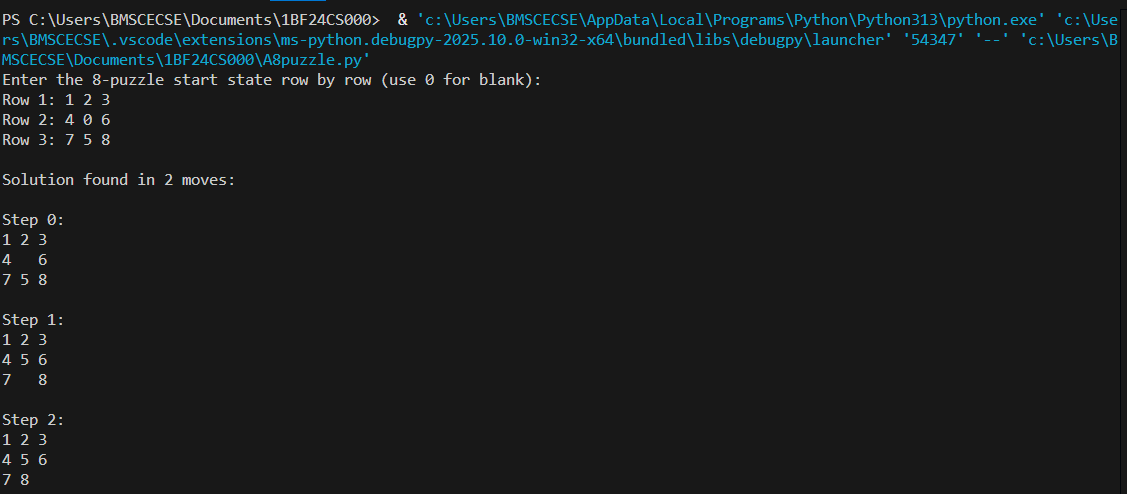 PS C:\Users\BMSCECSE\Documents\1BF24CS000>  & 'c:\Users\BMSCECSE\AppData\Local\Programs\Python\Python313\python.exe' 'c:\Use
rs\BMSCECSE\.vscode\extensions\ms-python.debugpy-2025.10.0-win32-x64\bundled\libs\debugpy\launcher' '54347' '--' 'c:\Users\B
MSCECSE\Documents\1BF24CS000\A8puzzle.py'
Enter the 8-puzzle start state row by row (use 0 for blank):
Row 1: 1 2 3
Row 2: 4 0 6
Row 3: 7 5 8

Solution found in 2 moves:

Step 0:
1 2 3
4   6
7 5 8

Step 1:
1 2 3
4 5 6
7   8

Step 2:
1 2 3
4 5 6
7 8